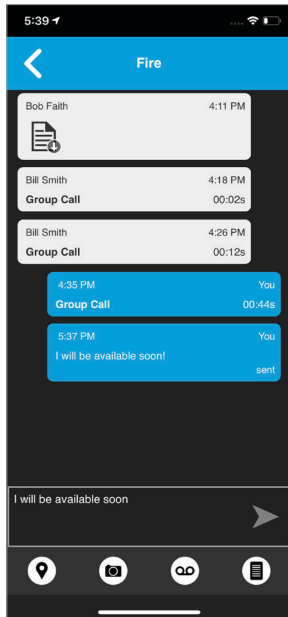 5:39
Fire
Bob Faith 4:11 PM
Bill Smith 4:18 PM
Group Call 00:02s
Bill Smith 4:26 PM
Group Call 00:12s
4:35 PM You
Group Call 00:44s
5:37 PM You
I will be available soon!
sent
I will be available soon